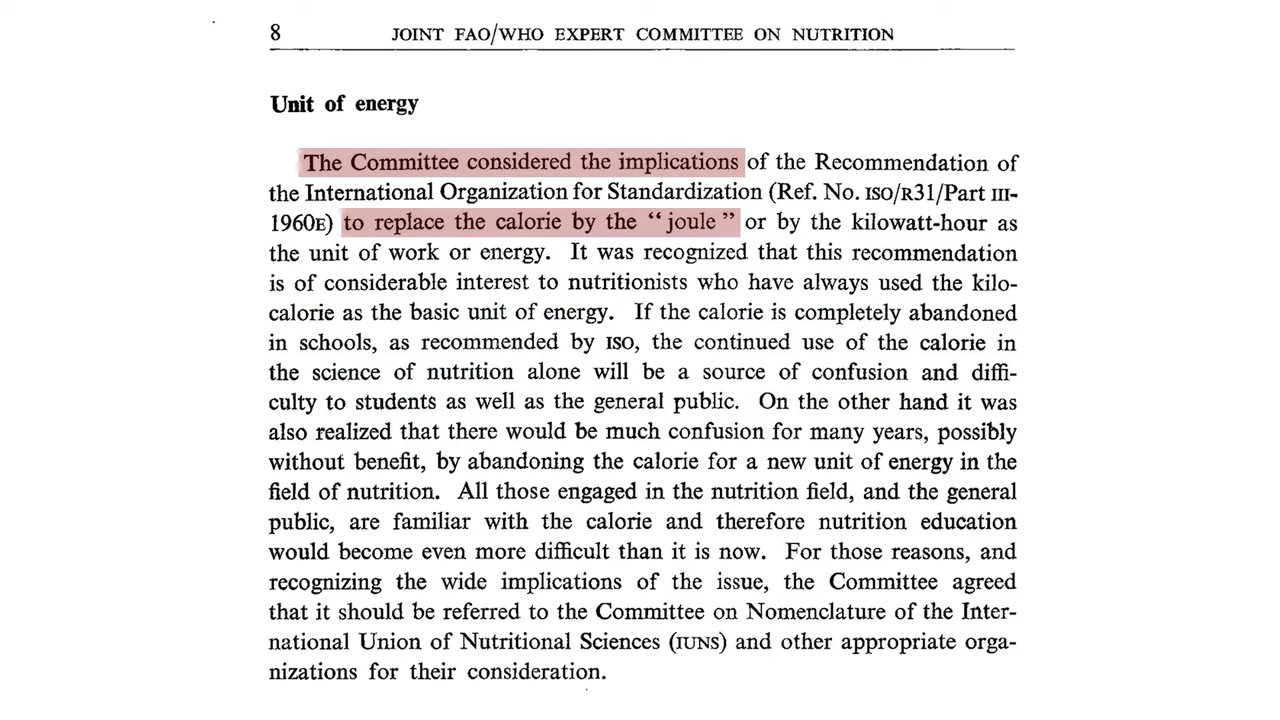 8
JOINT FAO/WHO EXPERT COMMITTEE ON NUTRITION
Unit of energy
The Committee considered the implications of the Recommendation of
the International Organization for Standardization (Ref. No. ISO/R31/Part III-
1960E) to replace the calorie by the “joule” or by the kilowatt-hour as
the unit of work or energy. It was recognized that this recommendation
is of considerable interest to nutritionists who have always used the kilo-
calorie as the basic unit of energy. If the calorie is completely abandoned
in schools, as recommended by ISO, the continued use of the calorie in
the science of nutrition alone will be a source of confusion and diffi-
culty to students as well as the general public. On the other hand it was
also realized that there would be much confusion for many years, possibly
without benefit, by abandoning the calorie for a new unit of energy in the
field of nutrition. All those engaged in the nutrition field, and the general
public, are familiar with the calorie and therefore nutrition education
would become even more difficult than it is now. For those reasons, and
recognizing the wide implications of the issue, the Committee agreed
that it should be referred to the Committee on Nomenclature of the Inter-
national Union of Nutritional Sciences (IUNS) and other appropriate orga-
nizations for their consideration.